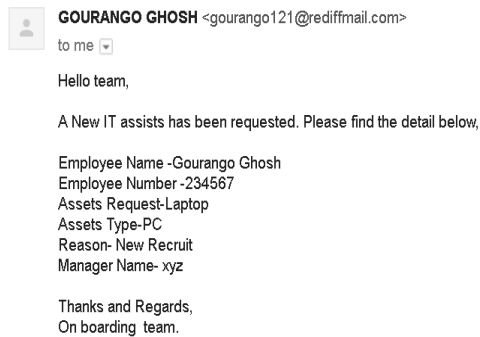 GOURANGO GHOSH <gourango121@rediffmail.com>
to me
Hello team,
A New IT assists has been requested. Please find the detail below,
Employee Name -Gourango Ghosh
Employee Number -234567
Assets Request-Laptop
Assets Type-PC
Reason- New Recruit
Manager Name- xyz
Thanks and Regards,
On boarding  team.